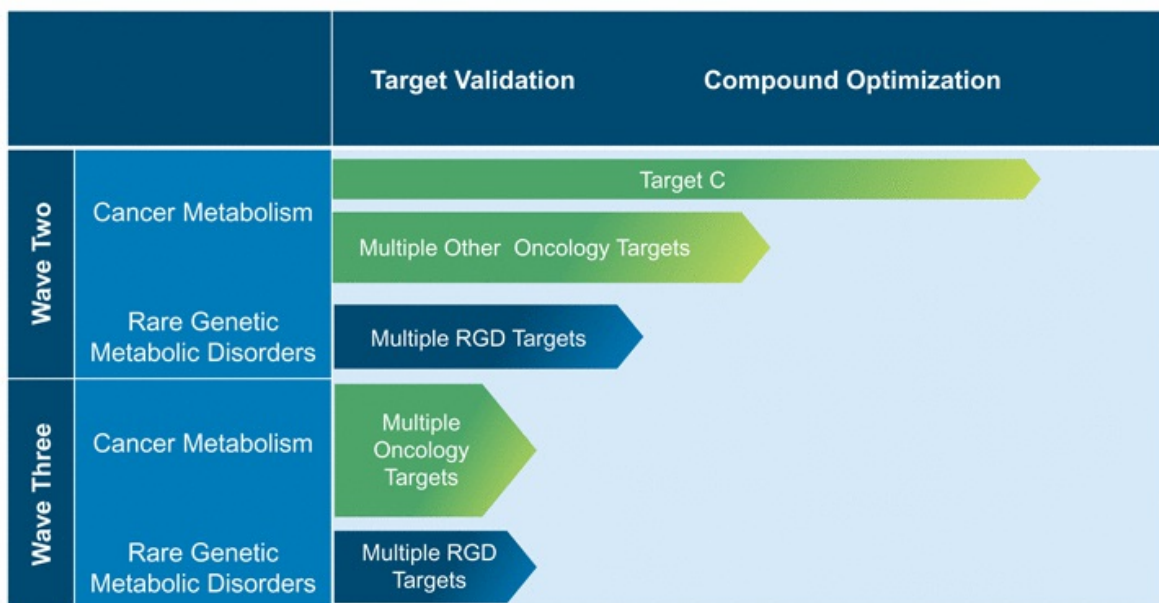 Target Validation
Compound Optimization
Wave Two
Cancer Metabolism
Target C
Multiple Other Oncology Targets
Rare Genetic
Metabolic Disorders
Multiple RGD Targets
Wave Three
Cancer Metabolism
Multiple
Oncology
Targets
Rare Genetic
Metabolic Disorders
Multiple RGD
Targets